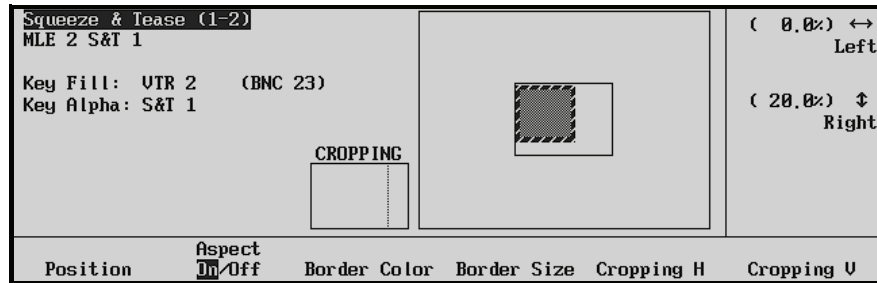 Squeeze & Tease (1-2)
MLE 2 S&T 1
Key Fill: VTR 2 (BNC 23)
Key Alpha: S&T 1
CROPPING
( 0.0%) ↔
Left
( 20.0%) ↕
Right
Position
Aspect
On/Off
Border Color
Border Size
Cropping H
Cropping V